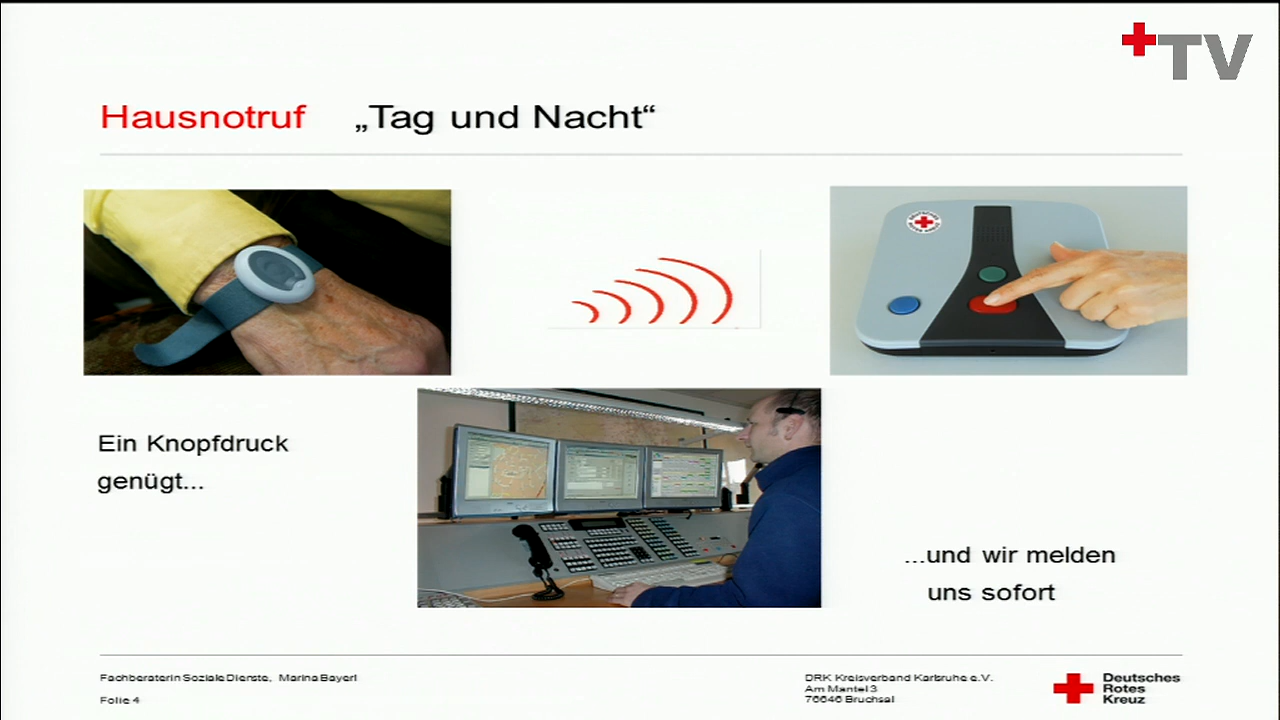 +TV
Hausnotruf „Tag und Nacht“
Ein Knopfdruck
genügt...
...und wir melden
uns sofort
Fachberaterin Soziale Dienste, Marina Bayerl
Folie 4
DRK Kreisverband Karlsruhe e.V.
Am Mantel 3
76646 Bruchsal
Deutsches
Rotes
Kreuz